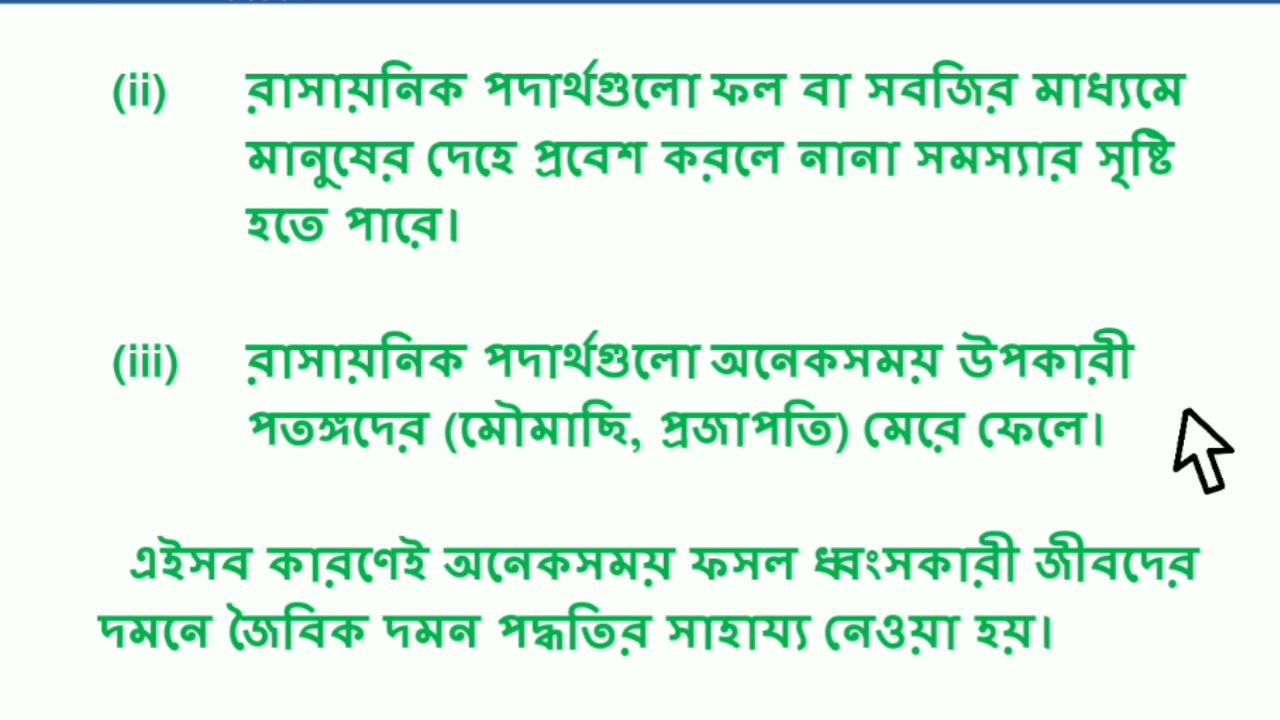 (ii) রাসায়নিক পদার্থগুলো ফল বা সবজির মাধ্যমে
মানুষের দেহে প্রবেশ করলে নানা সমস্যার সৃষ্টি
হতে পারে।
(iii) রাসায়নিক পদার্থগুলো অনেকসময় উপকারী
পতঙ্গদের (মৌমাছি, প্রজাপতি) মেরে ফেলে।
এইসব কারণেই অনেকসময় ফসল ধ্বংসকারী জীবদের
দমনে জৈবিক দমন পদ্ধতির সাহায্য নেওয়া হয়।